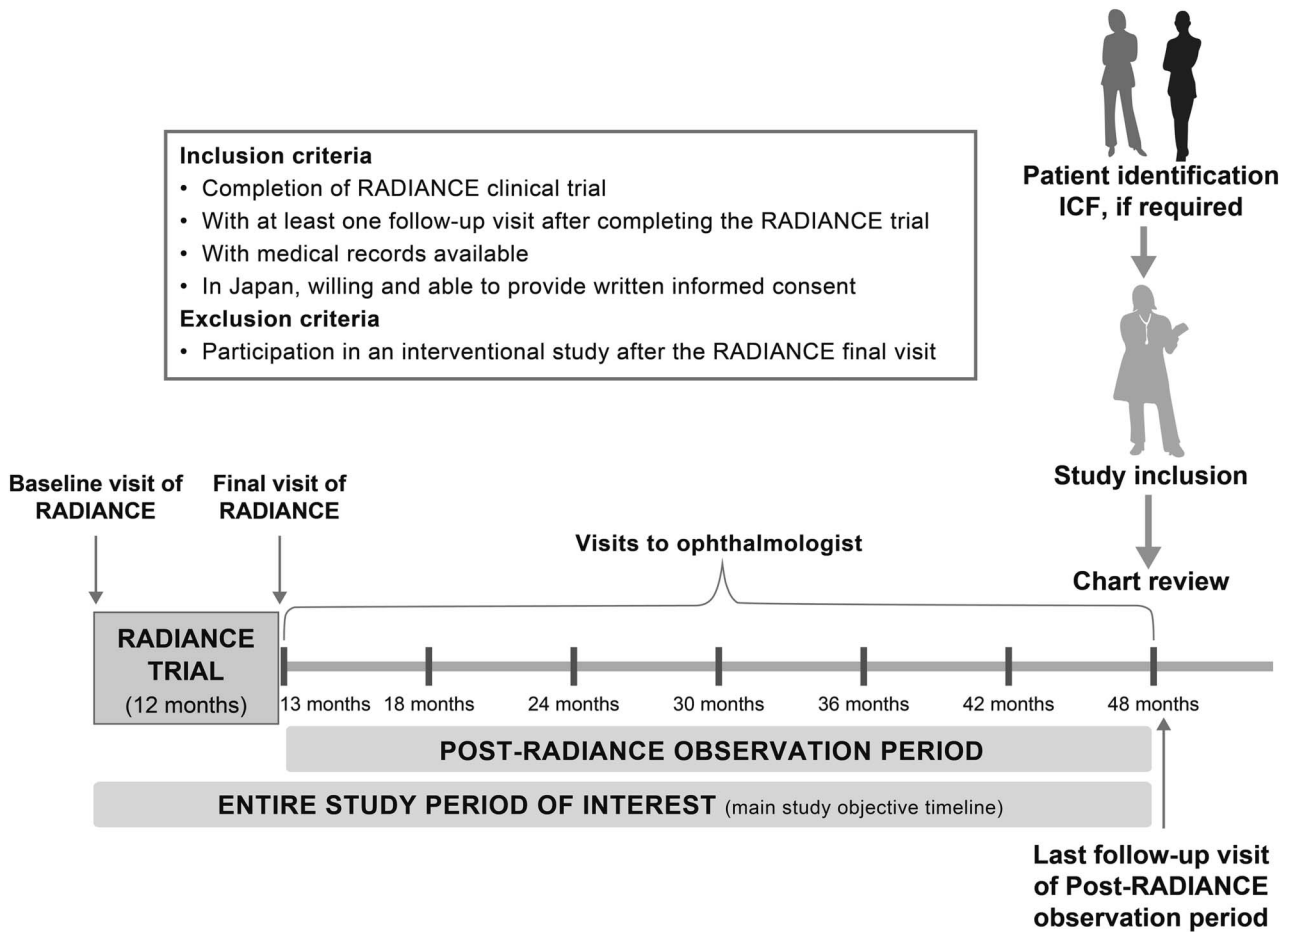 Patient identification
ICF, if required
Inclusion criteria
• Completion of RADIANCE clinical trial
• With at least one follow-up visit after completing the RADIANCE trial
• With medical records available
• In Japan, willing and able to provide written informed consent
Exclusion criteria
• Participation in an interventional study after the RADIANCE final visit
Study inclusion
Chart review
Baseline visit of
RADIANCE
Final visit of
RADIANCE
Visits to ophthalmologist
RADIANCE
TRIAL
(12 months)
13 months 18 months 24 months 30 months 36 months 42 months 48 months
POST-RADIANCE OBSERVATION PERIOD
ENTIRE STUDY PERIOD OF INTEREST (main study objective timeline)
Last follow-up visit
of Post-RADIANCE
observation period